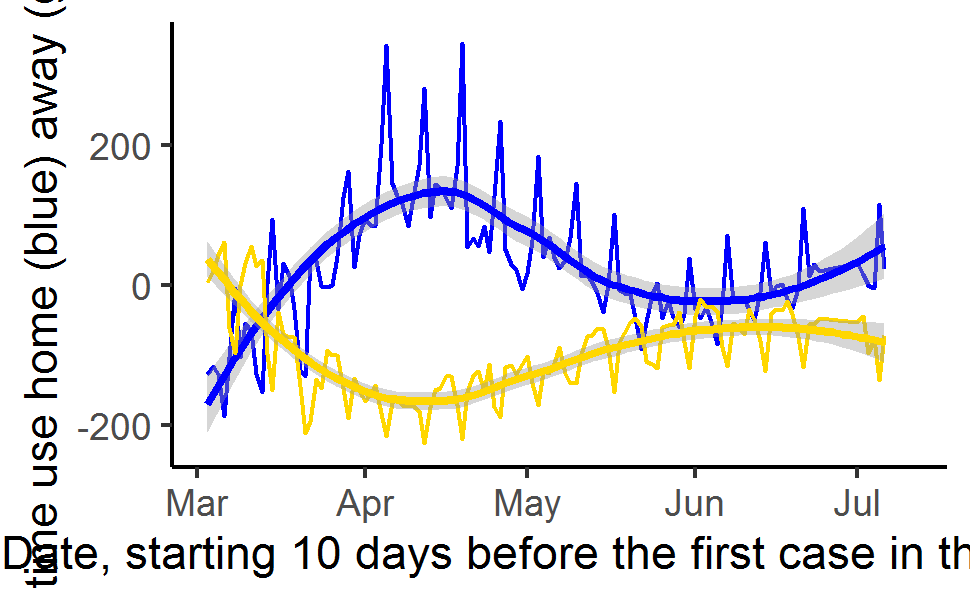 time use home (blue) away (
200
0
-200
Mar Apr May Jun Jul
Date, starting 10 days before the first case in th